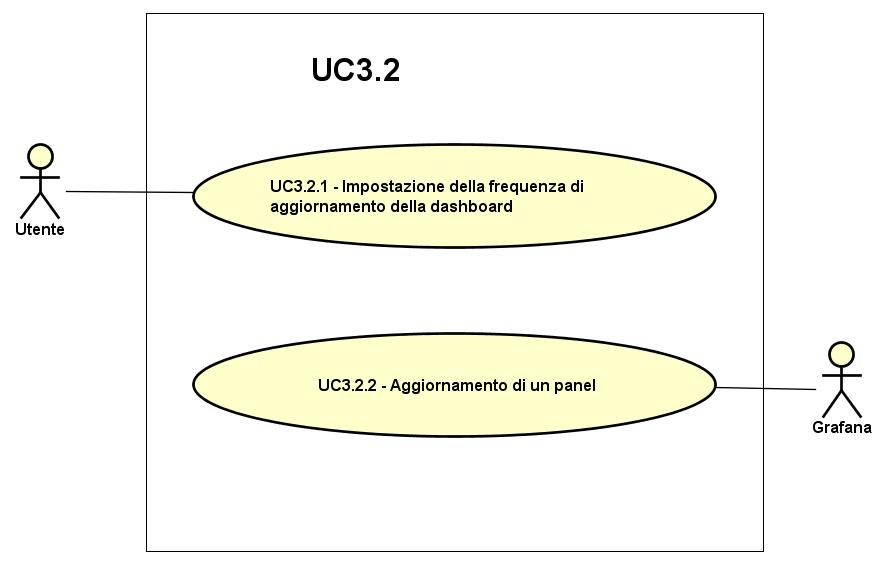 UC3.2
UC3.2.1 - Impostazione della frequenza di
aggiornamento della dashboard
Utente
UC3.2.2 - Aggiornamento di un panel
Grafana